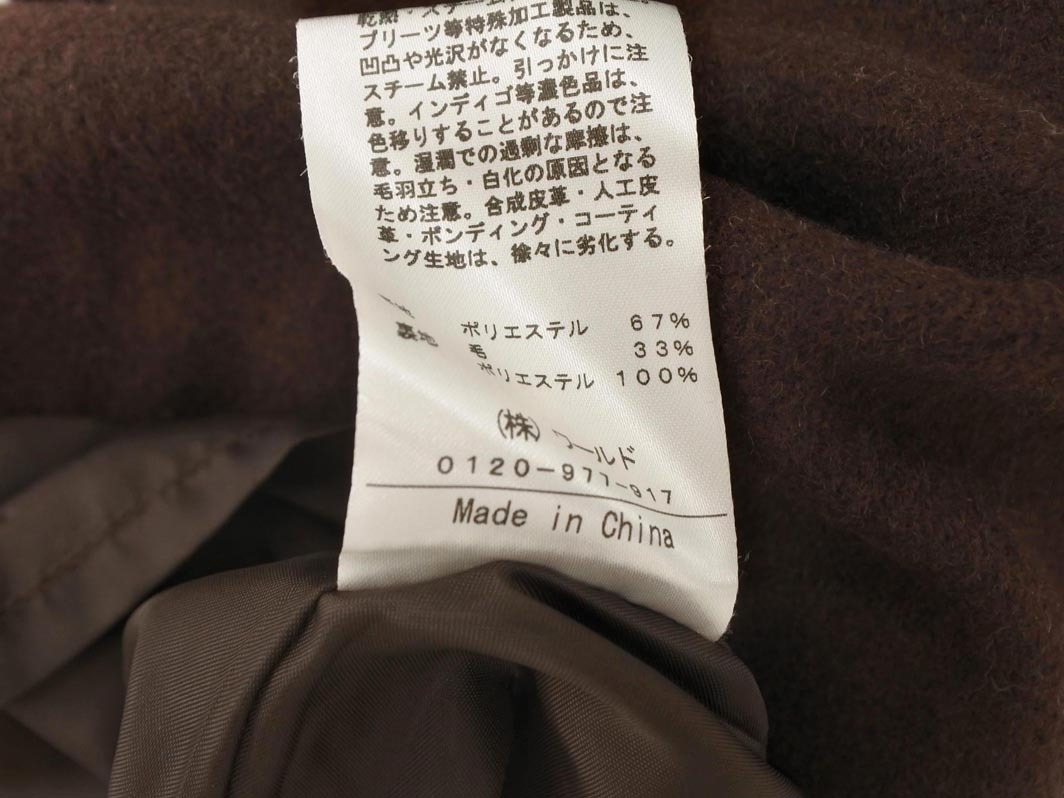 プリーツ等特殊加工製品は、
凹凸や光沢がなくなるため、
スチーム禁止。引っかけに注
意。インディゴ等濃色品は、
色移りすることがあるので注
意。湿潤での過剰な摩擦は、
毛羽立ち・白化の原因となる
ため注意。合成皮革・人工皮
革・ボンディング・コーティ
ング生地は、徐々に劣化する。
ポリエステル 67%
裏地 毛 33%
ポリエステル 100%
(株) ワールド
0120-977-917
Made in China